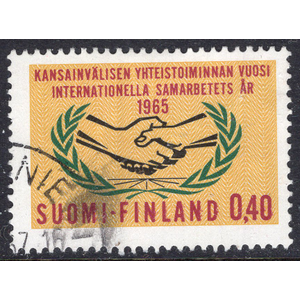 KANSAINVÄLISEN YHTEISTOIMINNAN VUOSI
INTERNATIONELLA SAMARBETETS ÅR
1965
SUOMI-FINLAND 0,40